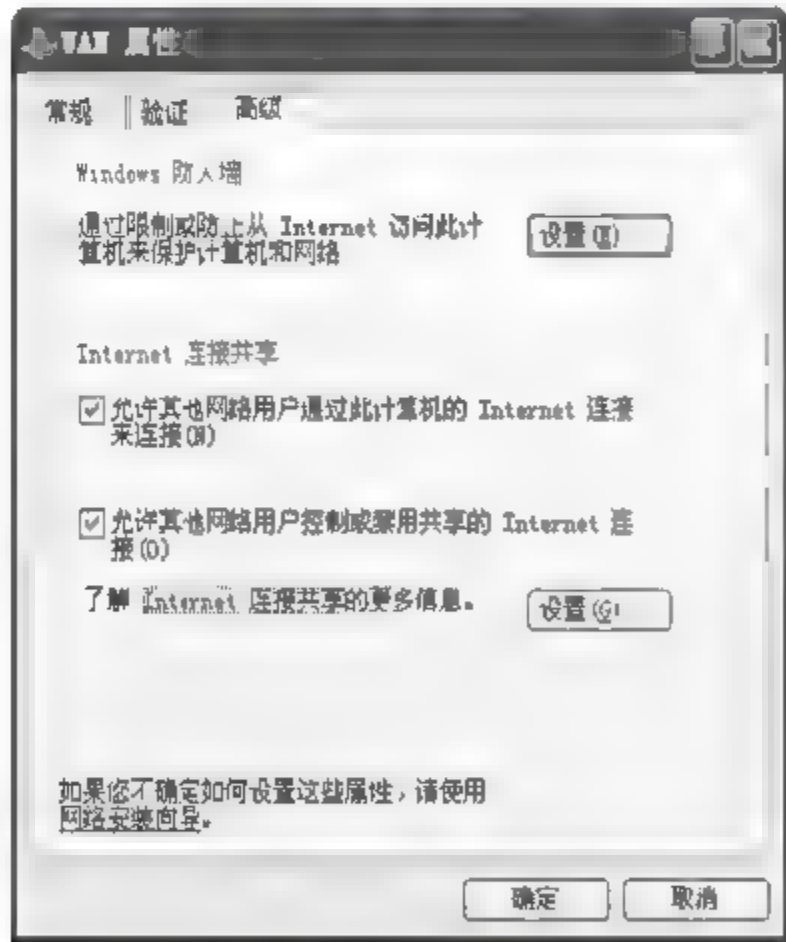 WAN 属性
常规 验证 高级
Windows 防火墙
通过限制或防止从 Internet 访问此计
算机来保护计算机和网络
设置(E)
Internet 连接共享
允许其他网络用户通过此计算机的 Internet 连接
来连接(N)
允许其他网络用户控制或禁用共享的 Internet 连
接(O)
了解 Internet 连接共享的更多信息。
设置(G)
如果您不确定如何设置这些属性,请使用
网络安装向导。
确定 取消